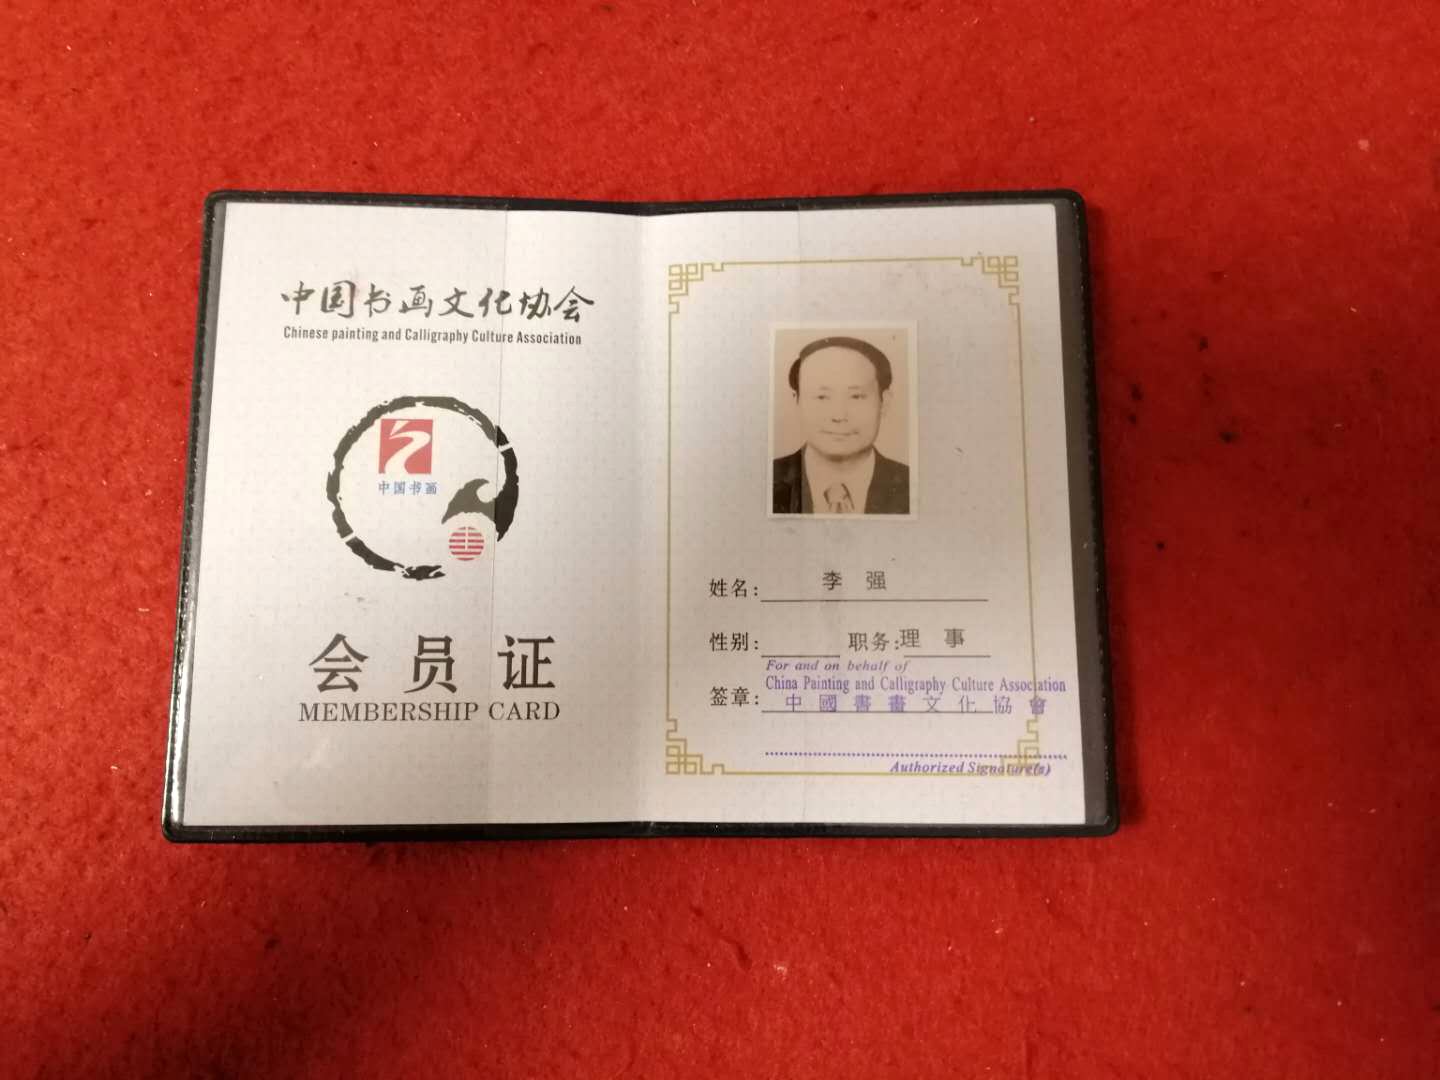 中国书画文化协会
Chinese painting and Calligraphy Culture Association
中国书画
会员证
MEMBERSHIP CARD
姓名: 李 强
性别: 职务: 理 事
For and on behalf of
China Painting and Calligraphy Culture Association
签章: 中國書畫文化協會
Authorized Signature(s)